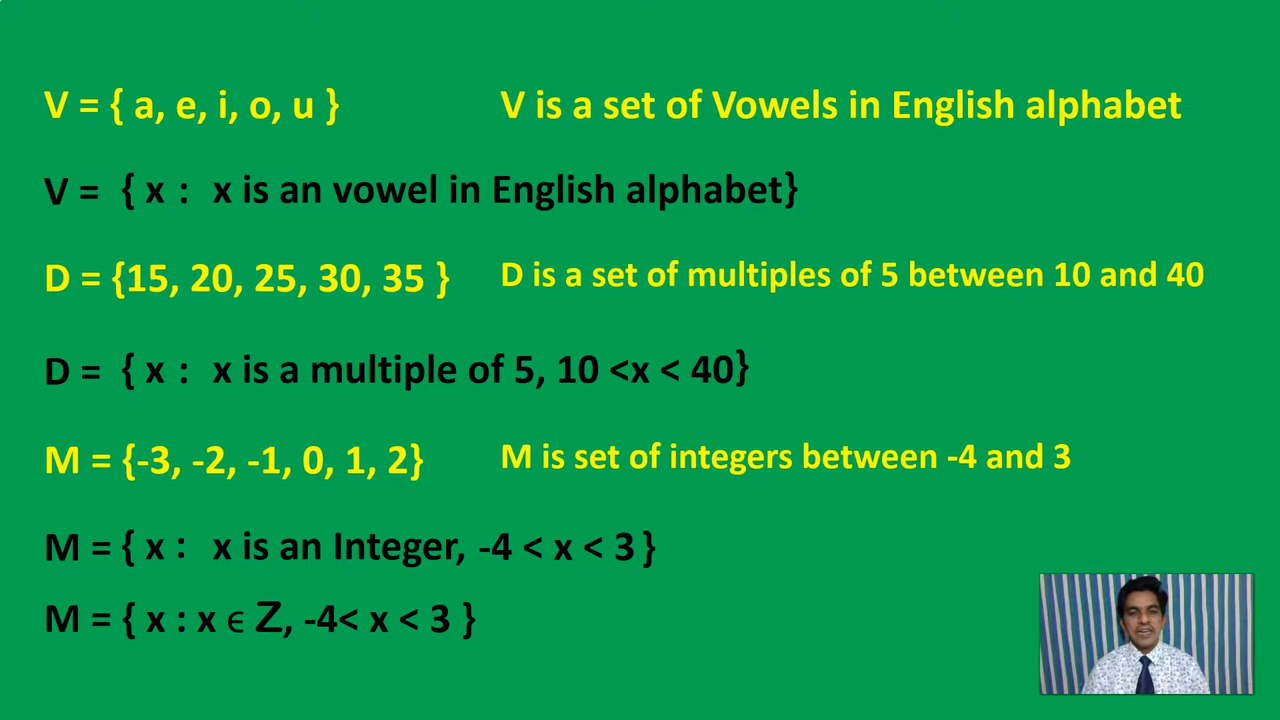 V = { a, e, i, o, u } V is a set of Vowels in English alphabet
V = { x : x is an vowel in English alphabet}
D = {15, 20, 25, 30, 35 } D is a set of multiples of 5 between 10 and 40
D = { x : x is a multiple of 5, 10 <x < 40}
M = {-3, -2, -1, 0, 1, 2} M is set of integers between -4 and 3
M = { x : x is an Integer, -4 < x < 3 }
M = { x : x ϵ Z, -4< x < 3 }